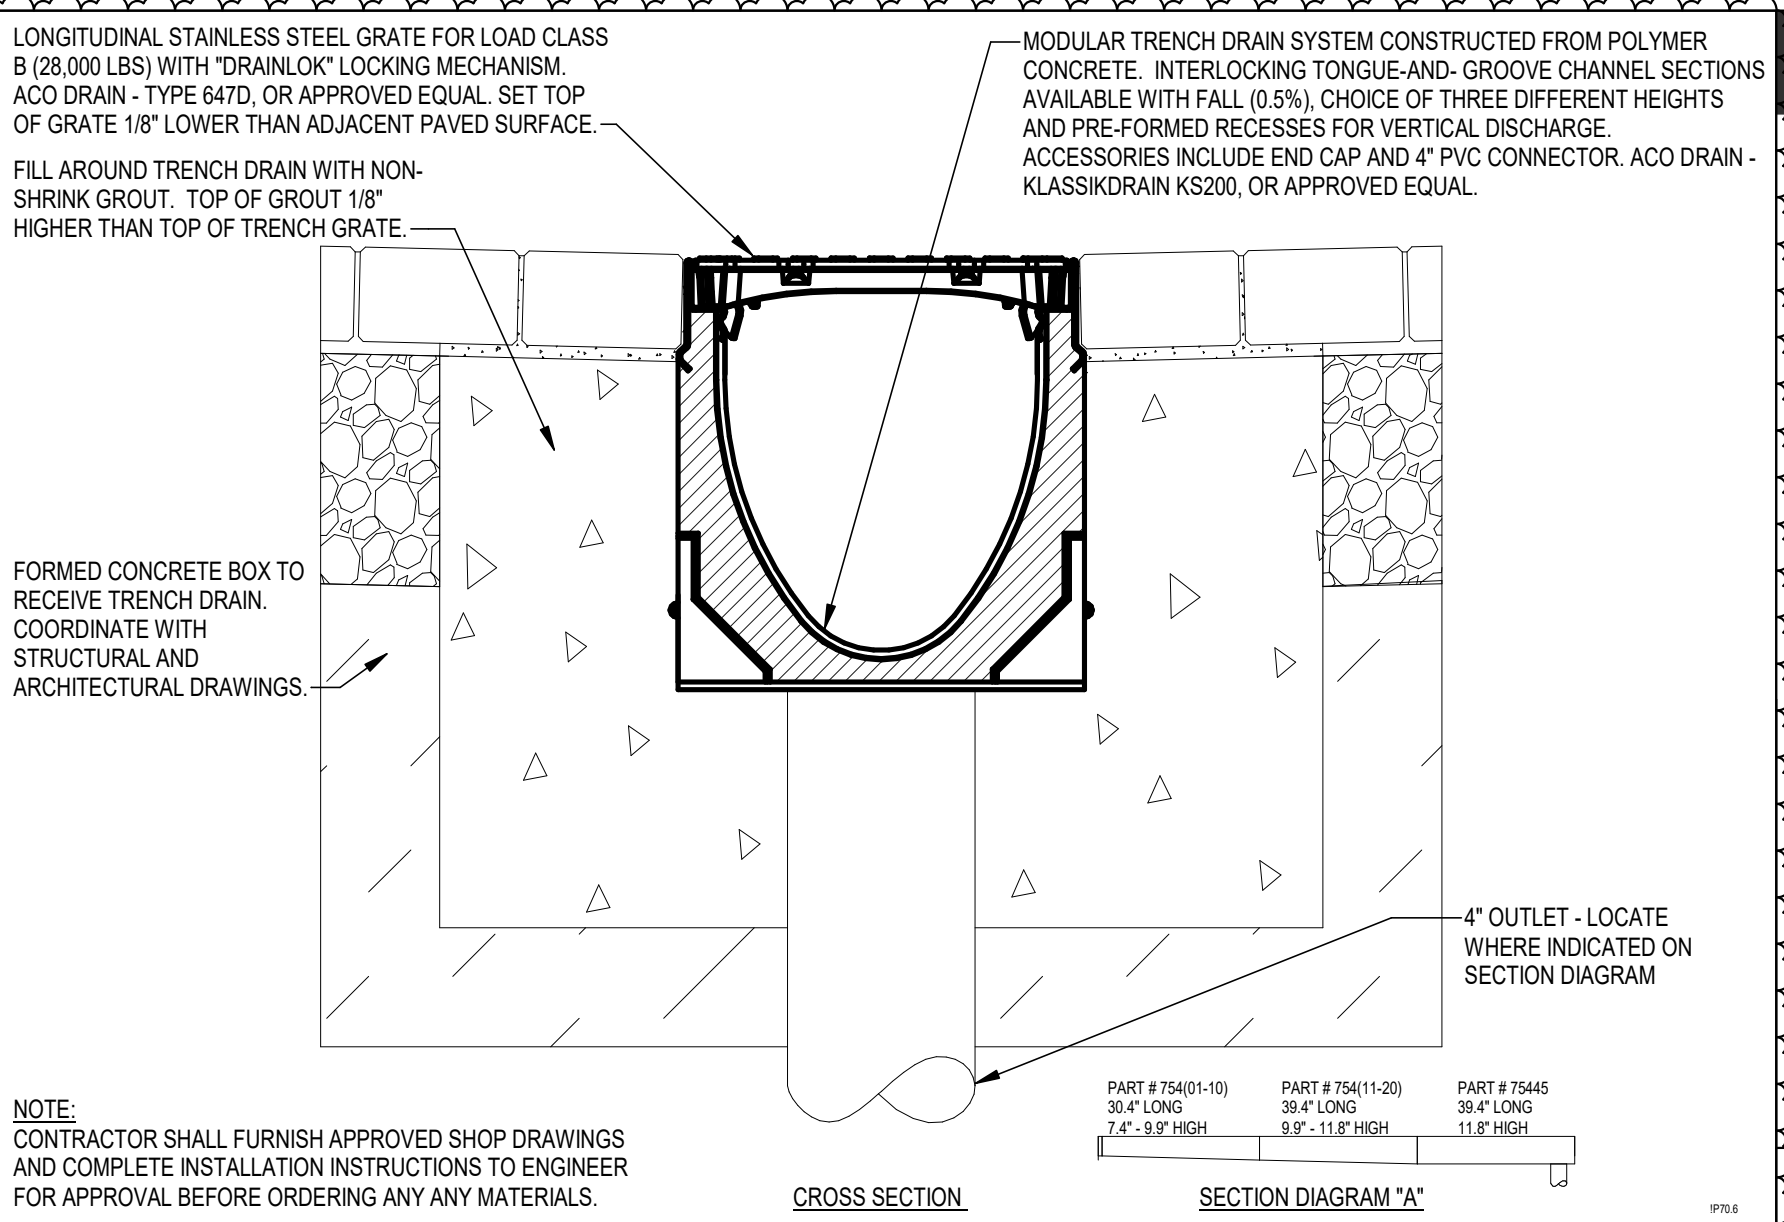 LONGITUDINAL STAINLESS STEEL GRATE FOR LOAD CLASS
B (28,000 LBS) WITH "DRAINLOK" LOCKING MECHANISM.
ACO DRAIN - TYPE 647D, OR APPROVED EQUAL. SET TOP
OF GRATE 1/8" LOWER THAN ADJACENT PAVED SURFACE.
FILL AROUND TRENCH DRAIN WITH NON-
SHRINK GROUT. TOP OF GROUT 1/8"
HIGHER THAN TOP OF TRENCH GRATE.
MODULAR TRENCH DRAIN SYSTEM CONSTRUCTED FROM POLYMER
CONCRETE. INTERLOCKING TONGUE-AND- GROOVE CHANNEL SECTIONS
AVAILABLE WITH FALL (0.5%), CHOICE OF THREE DIFFERENT HEIGHTS
AND PRE-FORMED RECESSES FOR VERTICAL DISCHARGE.
ACCESSORIES INCLUDE END CAP AND 4" PVC CONNECTOR. ACO DRAIN -
KLASSIKDRAIN KS200, OR APPROVED EQUAL.
FORMED CONCRETE BOX TO
RECEIVE TRENCH DRAIN.
COORDINATE WITH
STRUCTURAL AND
ARCHITECTURAL DRAWINGS.
4" OUTLET - LOCATE
WHERE INDICATED ON
SECTION DIAGRAM
NOTE:
CONTRACTOR SHALL FURNISH APPROVED SHOP DRAWINGS
AND COMPLETE INSTALLATION INSTRUCTIONS TO ENGINEER
FOR APPROVAL BEFORE ORDERING ANY ANY MATERIALS.
CROSS SECTION
PART # 754(01-10)
30.4" LONG
7.4" - 9.9" HIGH
PART # 754(11-20)
39.4" LONG
9.9" - 11.8" HIGH
PART # 75445
39.4" LONG
11.8" HIGH
SECTION DIAGRAM "A"
!P70.6